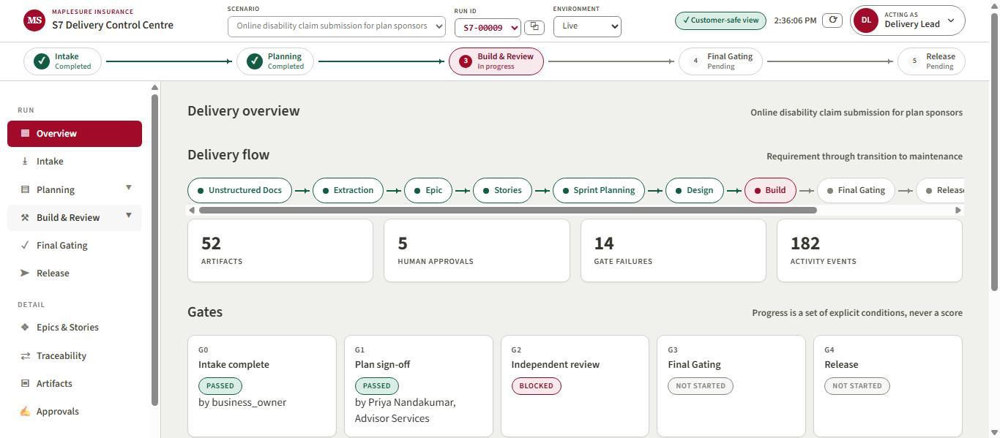 MS
MAPLESURE INSURANCE
S7 Delivery Control Centre
SCENARIO
Online disability claim submission for plan sponsors
RUN ID
S7-00009
ENVIRONMENT
Live
✓ Customer-safe view
2:36:06 PM
DL
ACTING AS
Delivery Lead
Intake
Completed
Planning
Completed
3
Build & Review
In progress
4
Final Gating
Pending
5
Release
Pending
RUN
Overview
Intake
Planning
Build & Review
Final Gating
Release
DETAIL
Epics & Stories
Traceability
Artifacts
Approvals
Delivery overview
Online disability claim submission for plan sponsors
Delivery flow
Requirement through transition to maintenance
Unstructured Docs
Extraction
Epic
Stories
Sprint Planning
Design
Build
Final Gating
Release
52
ARTIFACTS
5
HUMAN APPROVALS
14
GATE FAILURES
182
ACTIVITY EVENTS
Gates
Progress is a set of explicit conditions, never a score
G0
Intake complete
PASSED
by business_owner
G1
Plan sign-off
PASSED
by Priya Nandakumar,
Advisor Services
G2
Independent review
BLOCKED
G3
Final Gating
NOT STARTED
G4
Release
NOT STARTED